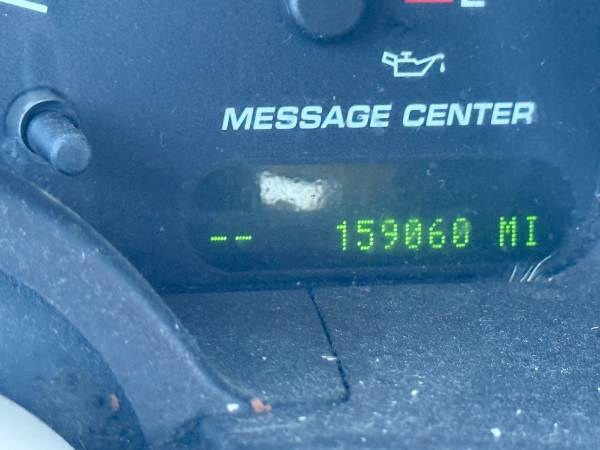 MESSAGE CENTER
-- 159060 MI